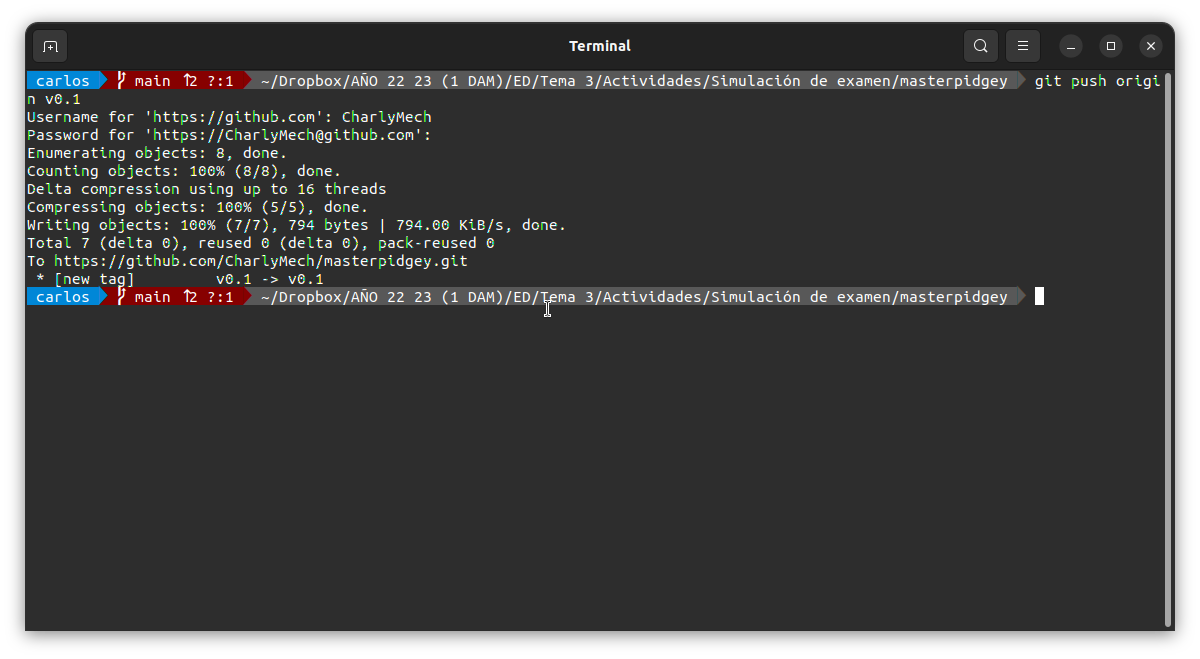 Terminal
carlos main ⇡2 ?:1 ~/Dropbox/AÑO 22 23 (1 DAM)/ED/Tema 3/Actividades/Simulación de examen/masterpidgey git push origi
n v0.1
Username for 'https://github.com': CharlyMech
Password for 'https://CharlyMech@github.com':
Enumerating objects: 8, done.
Counting objects: 100% (8/8), done.
Delta compression using up to 16 threads
Compressing objects: 100% (5/5), done.
Writing objects: 100% (7/7), 794 bytes | 794.00 KiB/s, done.
Total 7 (delta 0), reused 0 (delta 0), pack-reused 0
To https://github.com/CharlyMech/masterpidgey.git
 * [new tag]         v0.1 -> v0.1
carlos main ⇡2 ?:1 ~/Dropbox/AÑO 22 23 (1 DAM)/ED/Tema 3/Actividades/Simulación de examen/masterpidgey